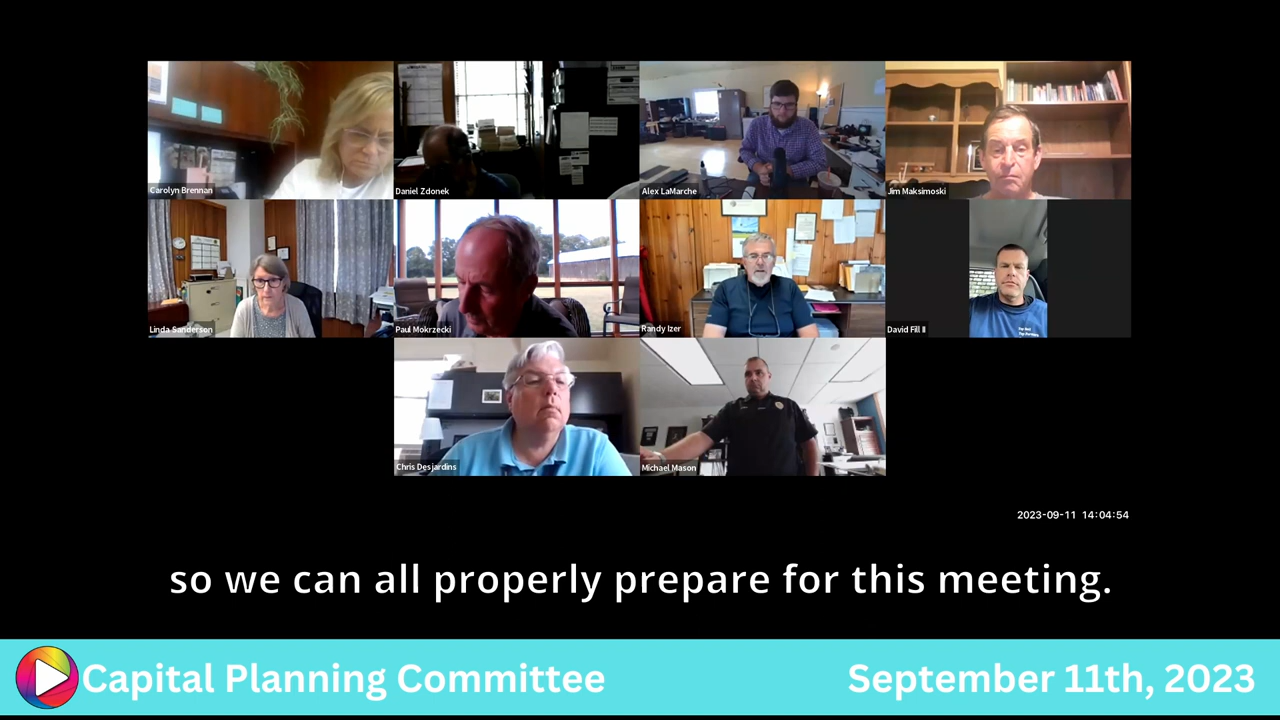 Carolyn Brennan
Daniel Zdonek
Alex LaMarche
Jim Maksimoski
Linda Sanderson
Paul Mokrzecki
Randy Izer
David Fill II
Chris Desjardins
Michael Mason
2023-09-11 14:04:54
so we can all properly prepare for this meeting.
Capital Planning Committee
September 11th, 2023